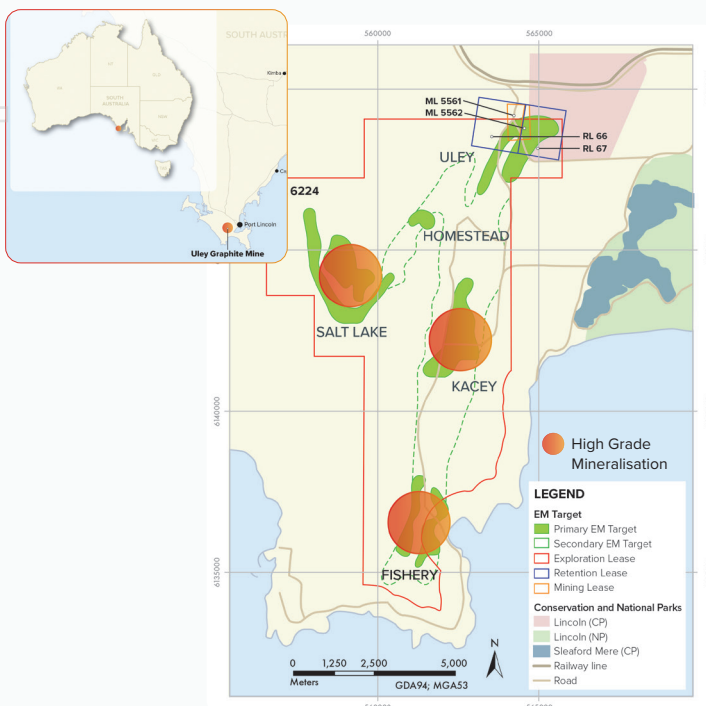 560000
565000
SOUTH AUSTR
Kimba
SOUTH
AUSTRALIA
Port Lincoln
Uley Graphite Mine
6224
ML 5561
ML 5562
RL 66
RL 67
ULEY
HOMESTEAD
SALT LAKE
KACEY
FISHERY
6140000
6135000
High Grade
Mineralisation
LEGEND
EM Target
Primary EM Target
Secondary EM Target
Exploration Lease
Retention Lease
Mining Lease
Conservation and National Parks
Lincoln (CP)
Lincoln (NP)
Sleaford Mere (CP)
Railway line
Road
N
0 1,250 2,500 5,000
Meters
GDA94; MGA53